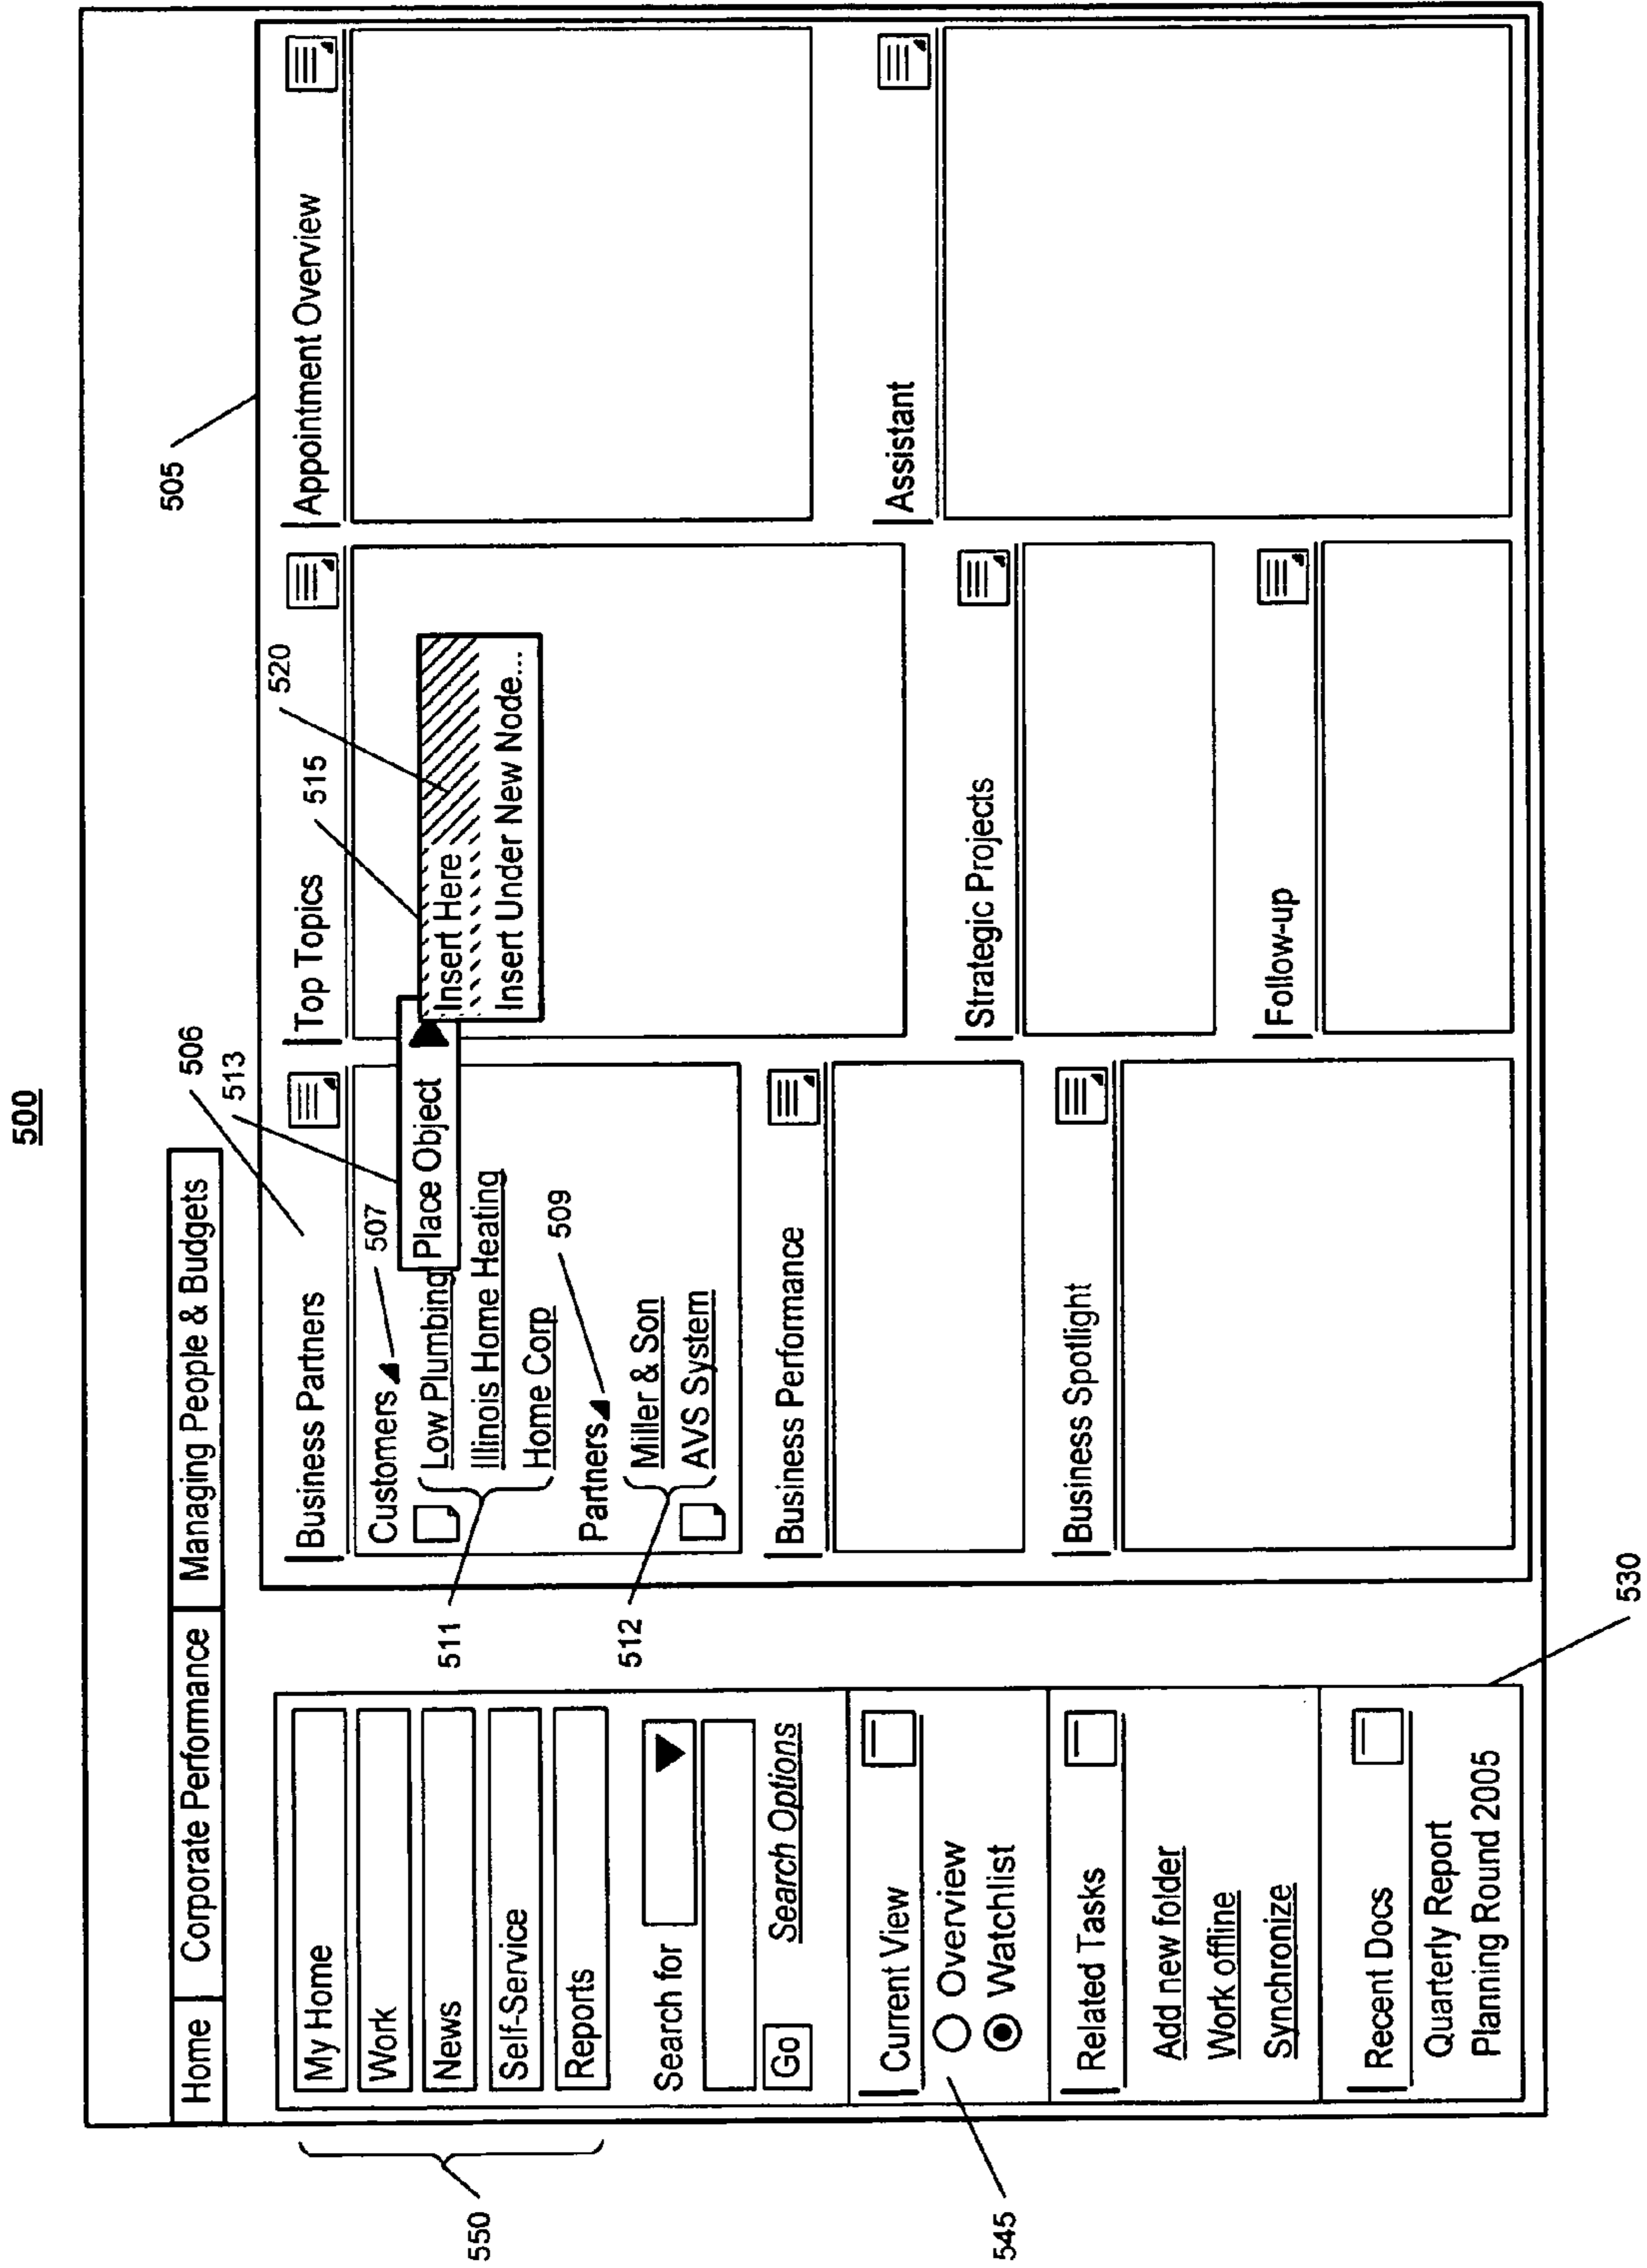 500
Home Corporate Performance Managing People & Budgets
505
506
513
515
520
550
My Home
Work
News
Self-Service
Reports
Search for
Go Search Options
545
Current View
Overview
Watchlist
Related Tasks
Add new folder
Work offline
Synchronize
Recent Docs
Quarterly Report
Planning Round 2005
530
Business Partners
Customers
507
Low Plumbing
Illinois Home Heating
Home Corp
511
Partners
509
Miller & Son
AVS System
512
Place Object
Insert Here
Insert Under New Node...
Business Performance
Business Spotlight
Top Topics
Strategic Projects
Follow-up
Appointment Overview
Assistant